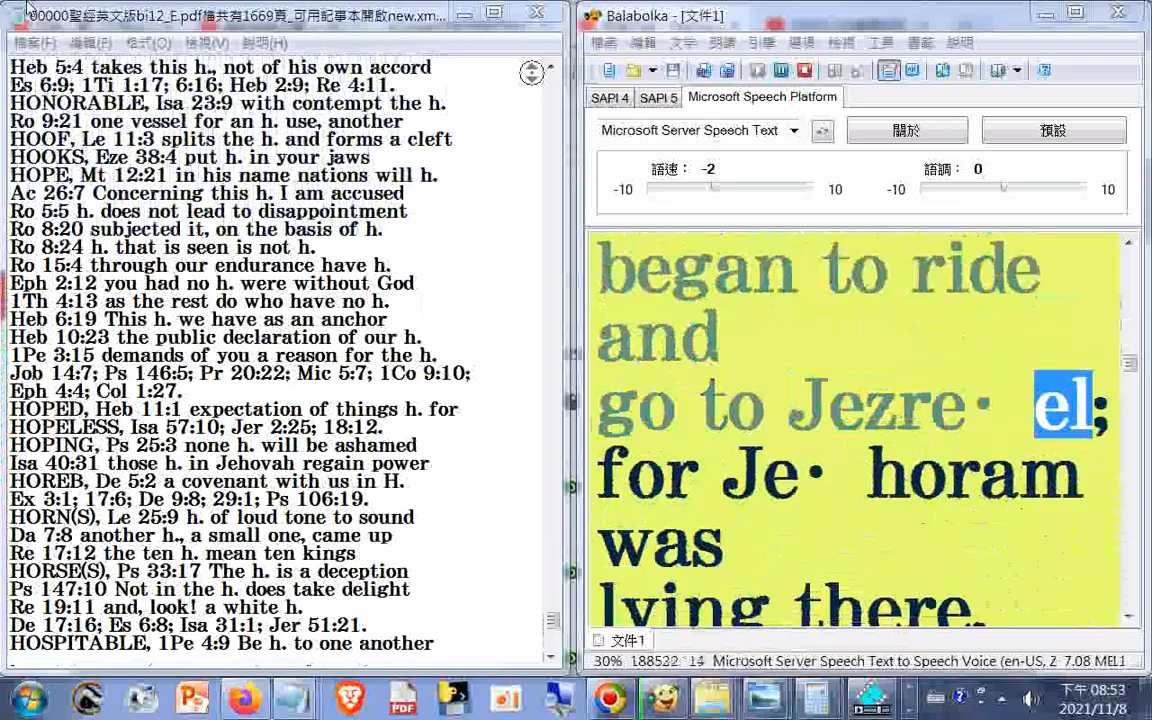 00000聖經英文版bi12_E.pdf檔共有1669頁_可用記事本開啟new.xm...
檔案(F) 編輯(E) 格式(O) 檢視(V) 說明(H)
Heb 5:4 takes this h., not of his own accord
Es 6:9; 1Ti 1:17; 6:16; Heb 2:9; Re 4:11.
HONORABLE, Isa 23:9 with contempt the h.
Ro 9:21 one vessel for an h. use, another
HOOF, Le 11:3 splits the h. and forms a cleft
HOOKS, Eze 38:4 put h. in your jaws
HOPE, Mt 12:21 in his name nations will h.
Ac 26:7 Concerning this h. I am accused
Ro 5:5 h. does not lead to disappointment
Ro 8:20 subjected it, on the basis of h.
Ro 8:24 h. that is seen is not h.
Ro 15:4 through our endurance have h.
Eph 2:12 you had no h. were without God
1Th 4:13 as the rest do who have no h.
Heb 6:19 This h. we have as an anchor
Heb 10:23 the public declaration of our h.
1Pe 3:15 demands of you a reason for the h.
Job 14:7; Ps 146:5; Pr 20:22; Mic 5:7; 1Co 9:10;
Eph 4:4; Col 1:27.
HOPED, Heb 11:1 expectation of things h. for
HOPELESS, Isa 57:10; Jer 2:25; 18:12.
HOPING, Ps 25:3 none h. will be ashamed
Isa 40:31 those h. in Jehovah regain power
HOREB, De 5:2 a covenant with us in H.
Ex 3:1; 17:6; De 9:8; 29:1; Ps 106:19.
HORN(S), Le 25:9 h. of loud tone to sound
Da 7:8 another h., a small one, came up
Re 17:12 the ten h. mean ten kings
HORSE(S), Ps 33:17 The h. is a deception
Ps 147:10 Not in the h. does take delight
Re 19:11 and, look! a white h.
De 17:16; Es 6:8; Isa 31:1; Jer 51:21.
HOSPITABLE, 1Pe 4:9 Be h. to one another
Balabolka - [文件1]
檔案 編輯 文字 朗讀 引擎 選項 檢視 工具 書籤 說明
SAPI 4 SAPI 5 Microsoft Speech Platform
Microsoft Server Speech Text 關於 預設
語速: -2 語調: 0
-10 10 -10 10
began to ride
and
go to Jezre· el;
for Je· horam
was
lying there,
文件1
30% 188522 14 Microsoft Server Speech Text to Speech Voice (en-US, Z 7.08 МБ1
PDF
下午 08:53
2021/11/8